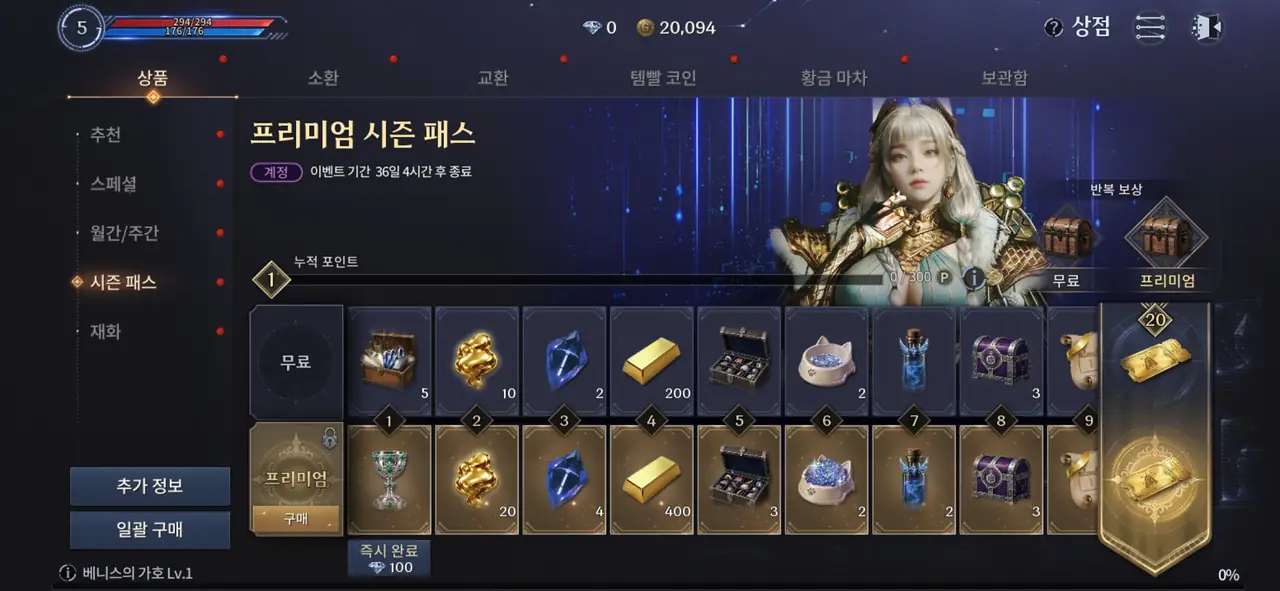 5
294/294
176/176
0
20,094
상점
상품
소환
교환
템빨 코인
황금 마차
보관함
추천
스페셜
월간/주간
시즌 패스
재화
프리미엄 시즌 패스
계정 이벤트 기간 36일 4시간 후 종료
반복 보상
무료
프리미엄
1
누적 포인트
0 / 300 P
무료
5
10
2
200
2
3
20
1
2
3
4
5
6
7
8
9
프리미엄
구매
20
4
400
3
2
2
3
즉시 완료
100
추가 정보
일괄 구매
베니스의 가호 Lv.1
0%